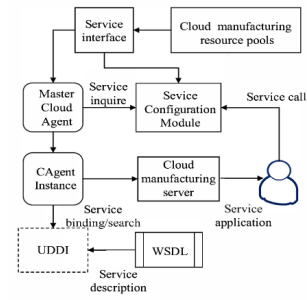 Service
interface
Cloud manufacturing
resource pools
Master
Cloud
Agent
Service
inquire
Sevice
Configuration
Module
Service call
CAgent
Instance
Cloud
manufacturing
server
Service
binding/search
Service
application
UDDI
WSDL
Service
description